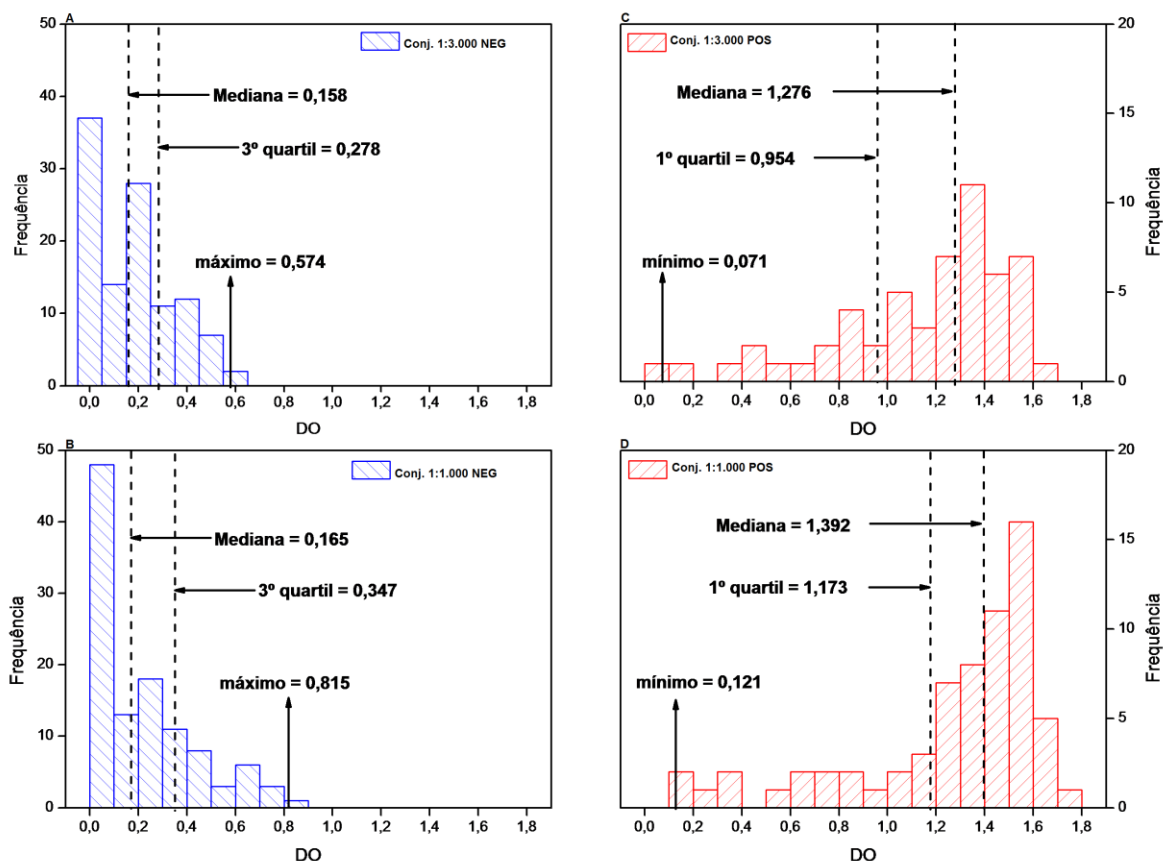 A
Conj. 1:3.000 NEG
Mediana = 0,158
3º quartil = 0,278
máximo = 0,574
Frequência
50
40
30
20
10
0
0,0 0,2 0,4 0,6 0,8 1,0 1,2 1,4 1,6 1,8
DO
C
Conj. 1:3.000 POS
Mediana = 1,276
1º quartil = 0,954
mínimo = 0,071
Frequência
20
15
10
5
0
0,0 0,2 0,4 0,6 0,8 1,0 1,2 1,4 1,6 1,8
DO
B
Conj. 1:1.000 NEG
Mediana = 0,165
3º quartil = 0,347
máximo = 0,815
Frequência
50
40
30
20
10
0
0,0 0,2 0,4 0,6 0,8 1,0 1,2 1,4 1,6 1,8
DO
D
Conj. 1:1.000 POS
Mediana = 1,392
1º quartil = 1,173
mínimo = 0,121
Frequência
20
15
10
5
0
0,0 0,2 0,4 0,6 0,8 1,0 1,2 1,4 1,6 1,8
DO